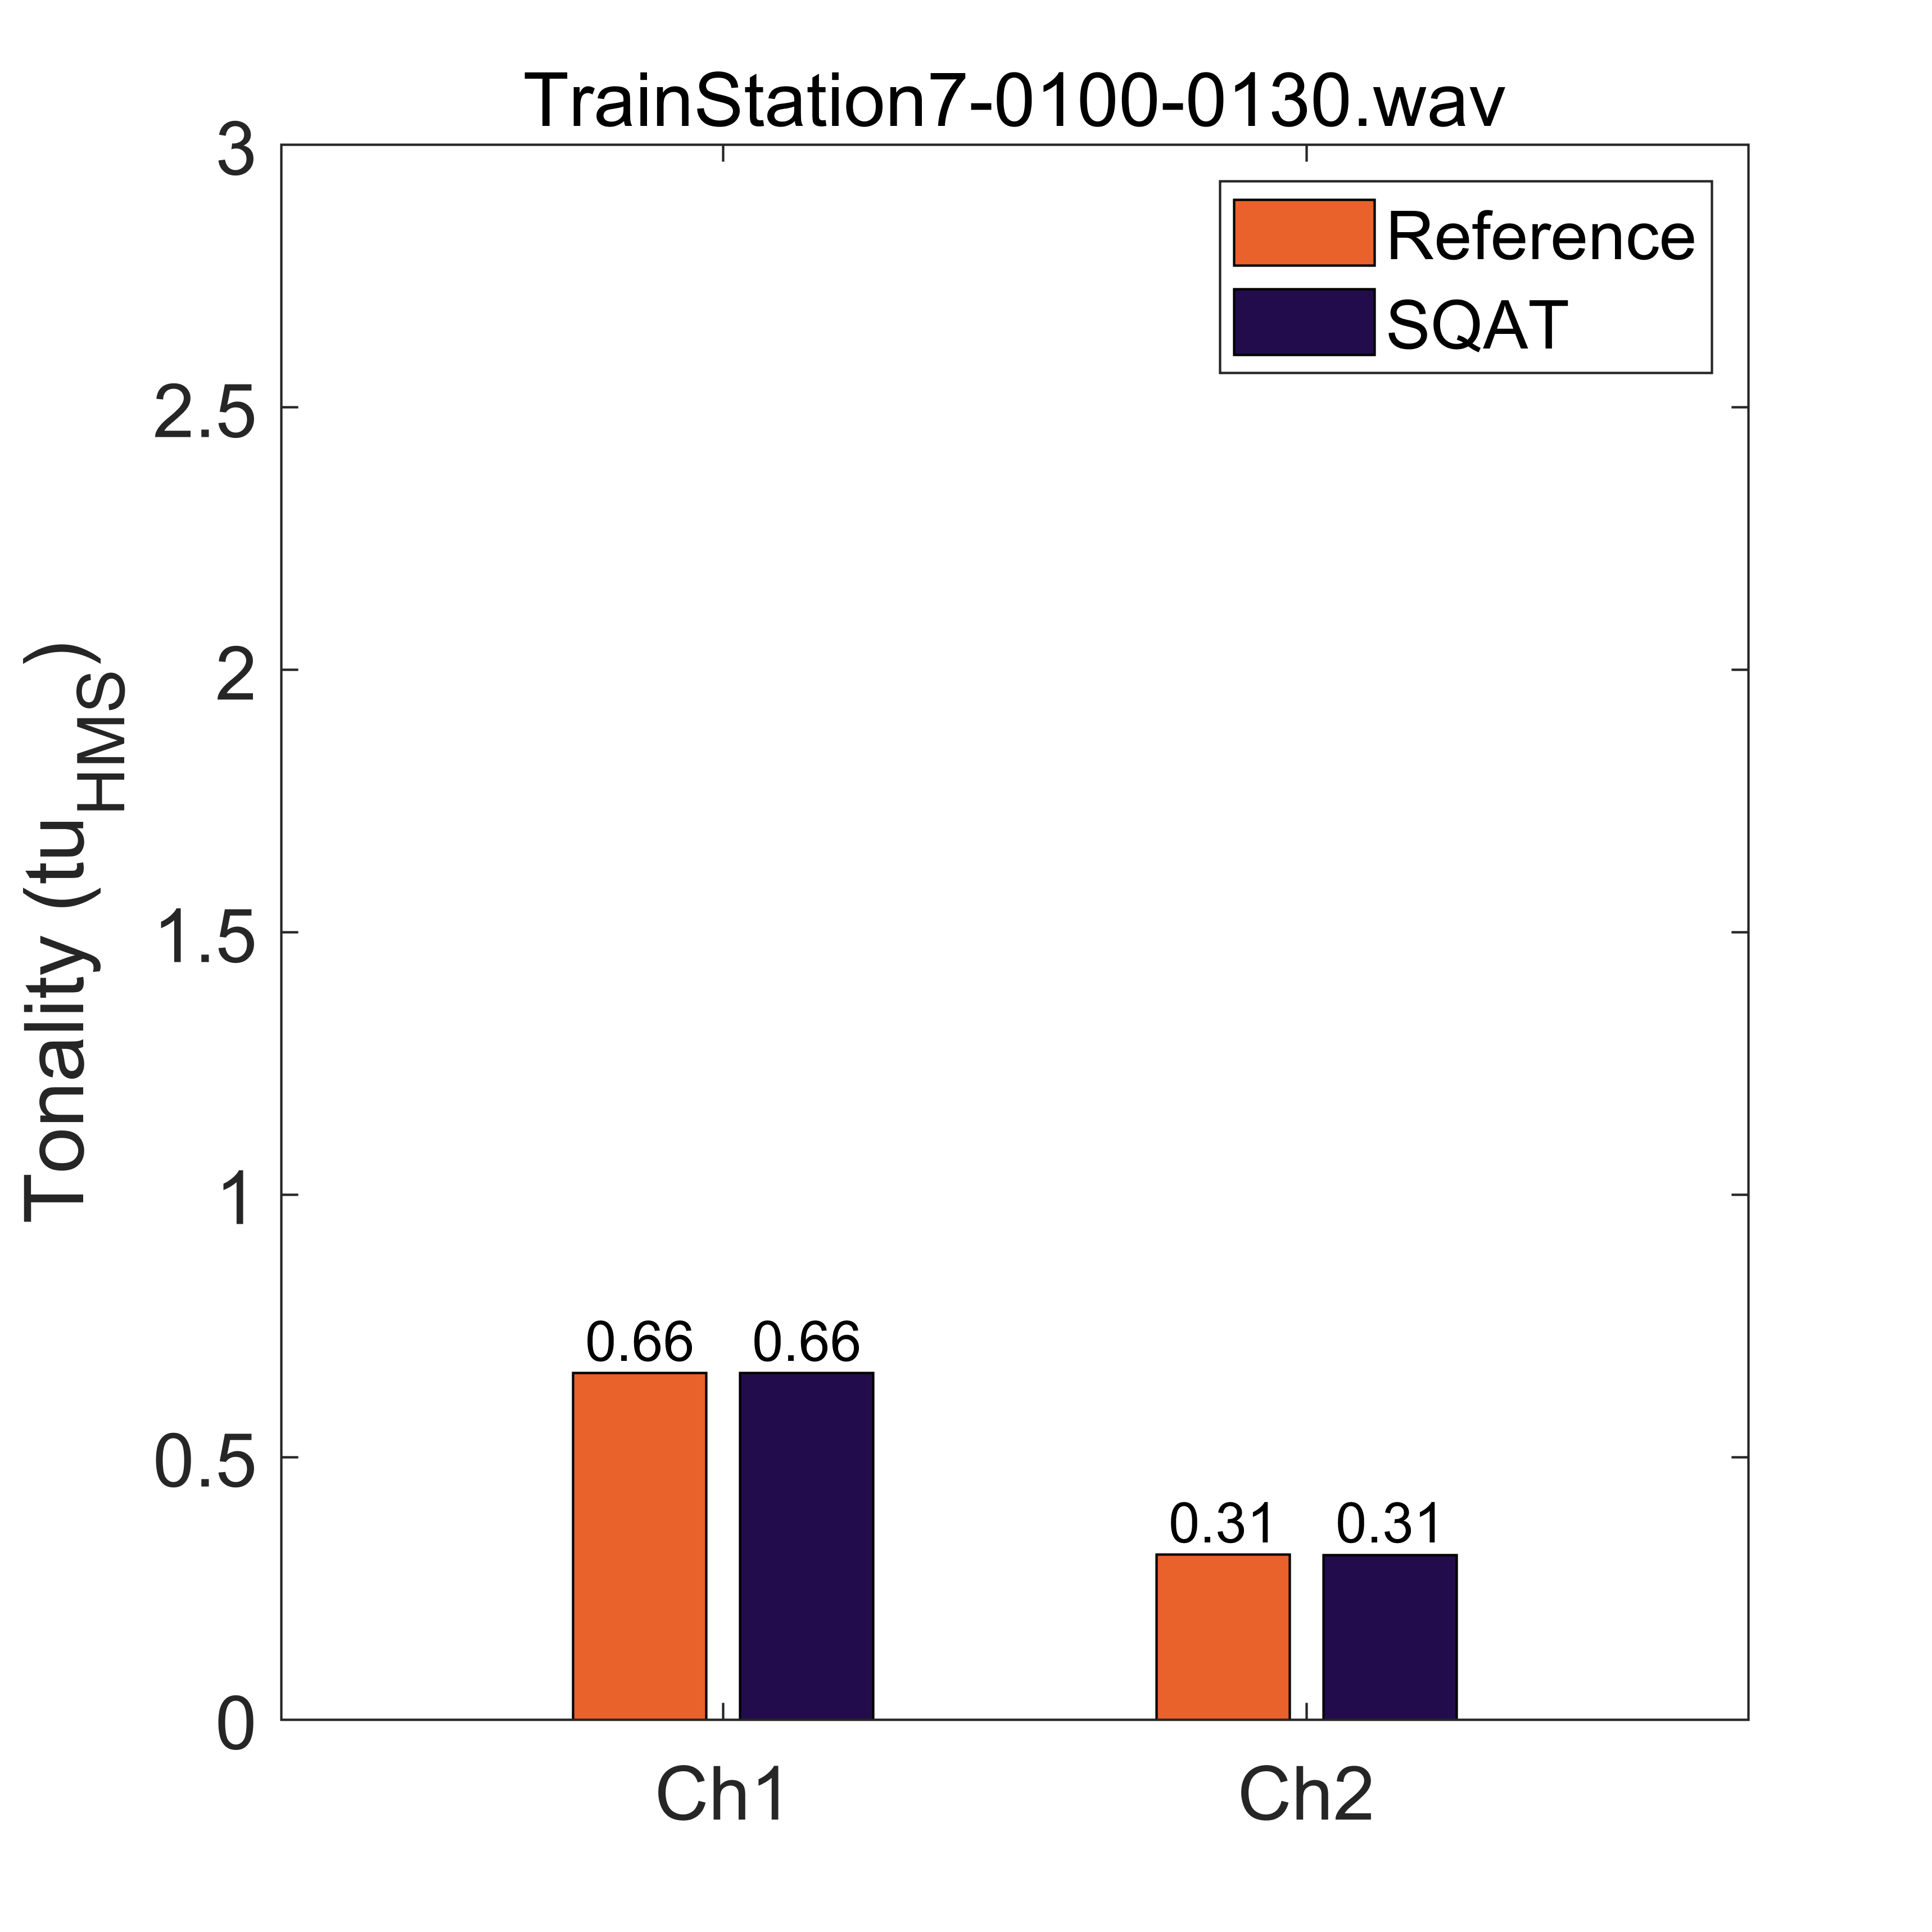 TrainStation7-0100-0130.wav
3
2.5
2
1.5
1
0.5
0
Tonality (tuHMS)
Reference
SQAT
0.66 0.66
0.31 0.31
Ch1 Ch2